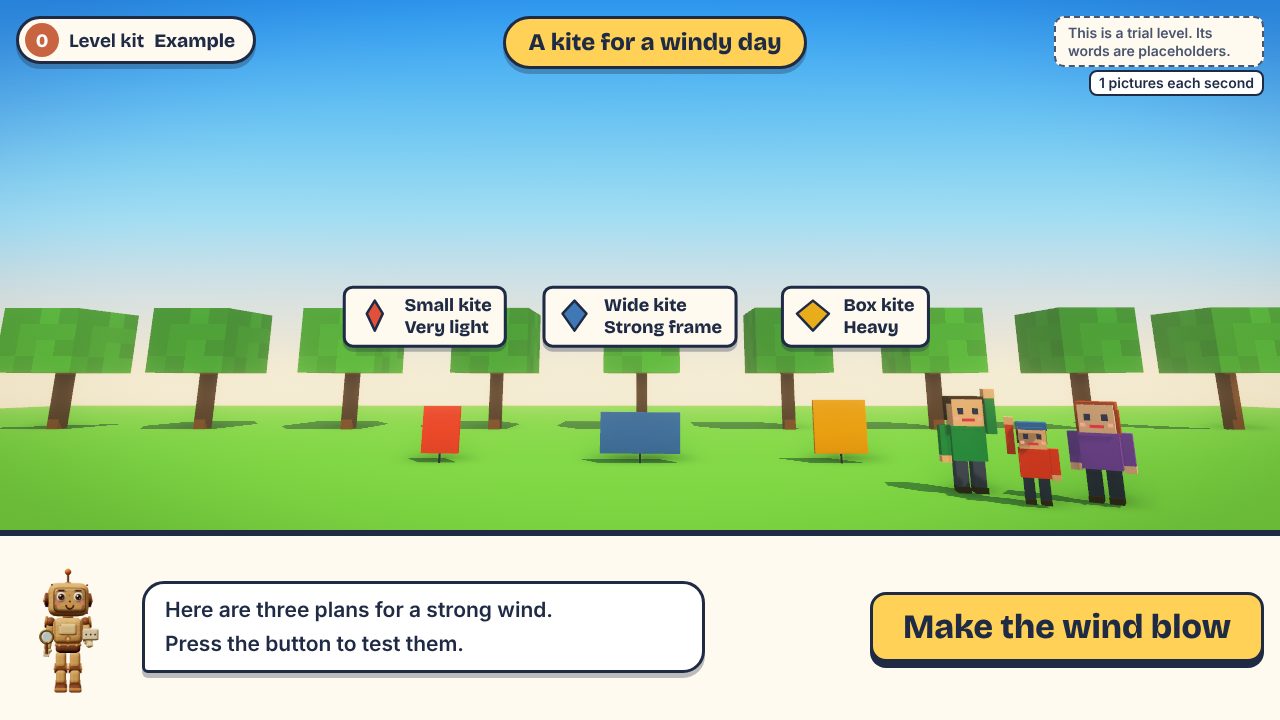 0 Level kit Example
A kite for a windy day
This is a trial level. Its
words are placeholders.
1 pictures each second
Small kite
Very light
Wide kite
Strong frame
Box kite
Heavy
Here are three plans for a strong wind.
Press the button to test them.
Make the wind blow